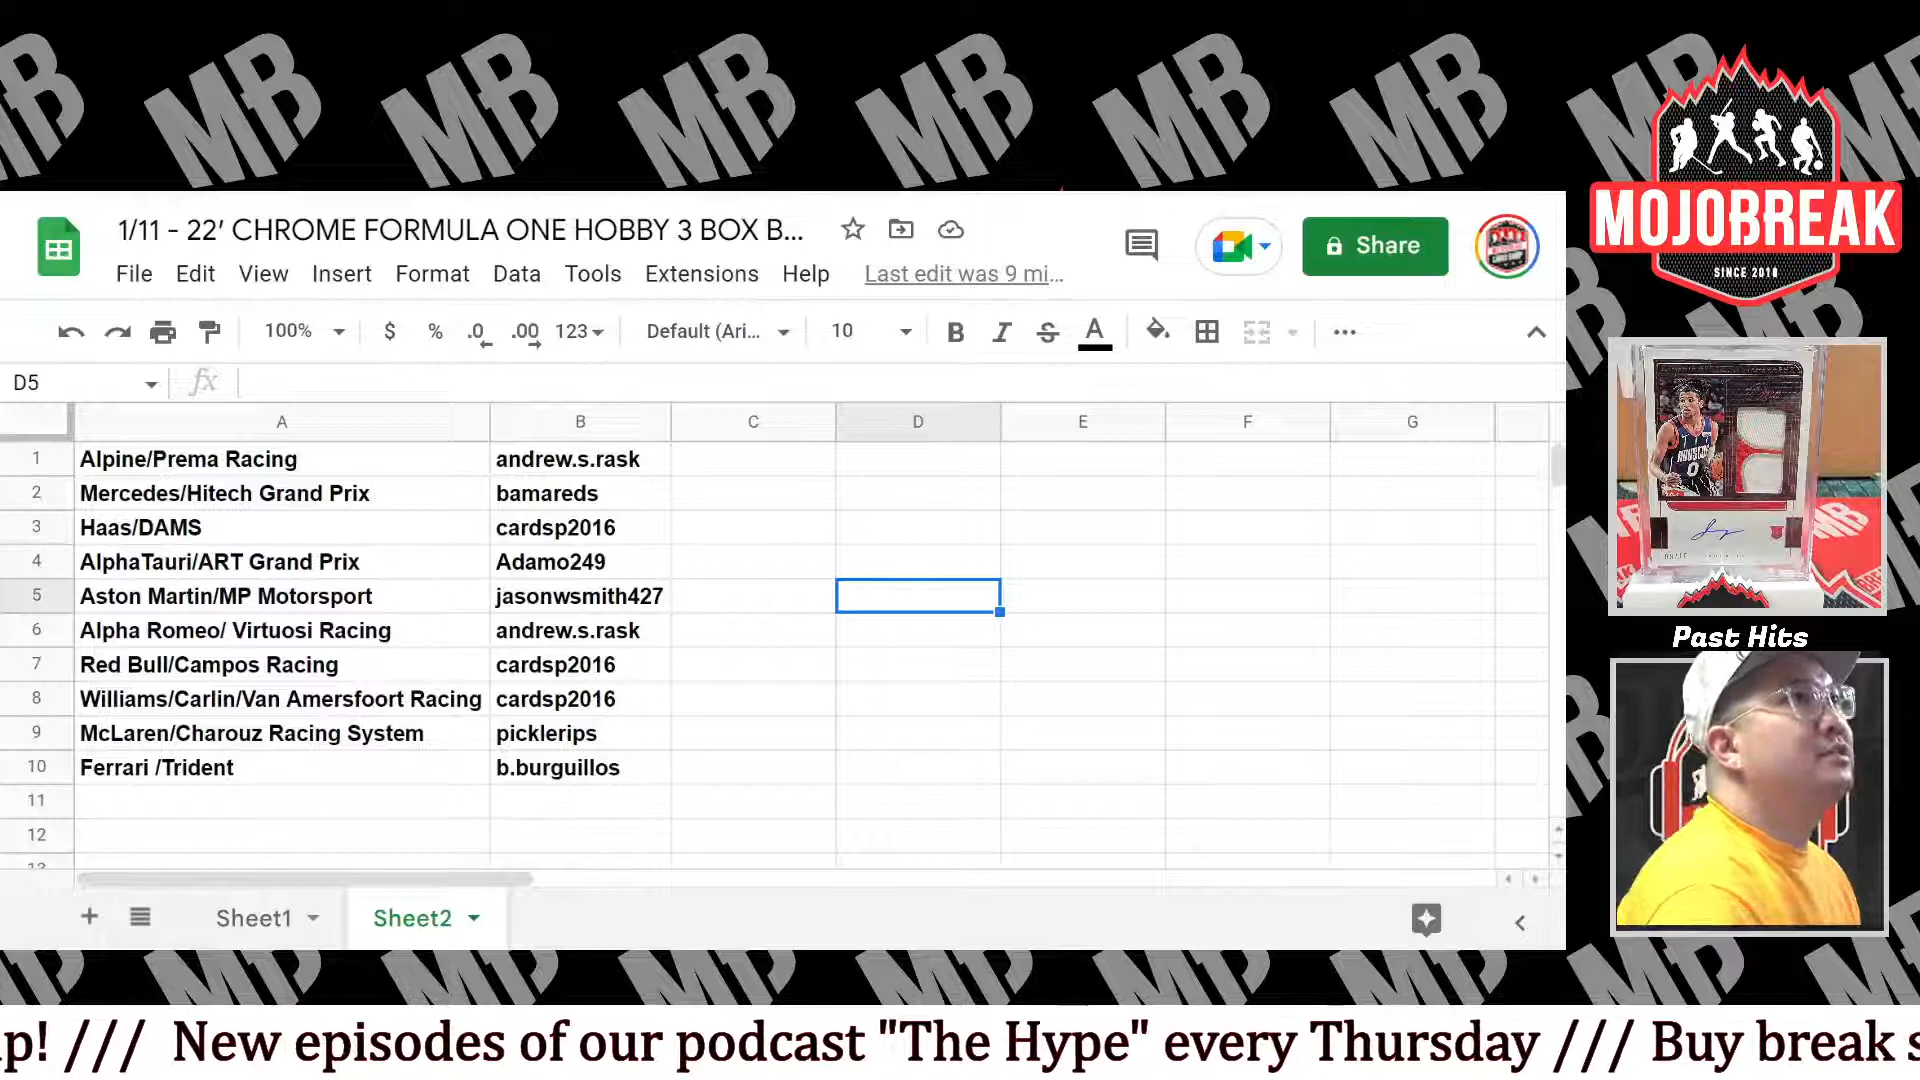 1/11 - 22′ CHROME FORMULA ONE HOBBY 3 BOX B...
File Edit View Insert Format Data Tools Extensions Help Last edit was 9 mi...
Share
100% $ % .0 .00 123 Default (Ari... 10 B I S A ...
D5 fx
A B C D E F G
1 Alpine/Prema Racing andrew.s.rask
2 Mercedes/Hitech Grand Prix bamareds
3 Haas/DAMS cardsp2016
4 AlphaTauri/ART Grand Prix Adamo249
5 Aston Martin/MP Motorsport jasonwsmith427
6 Alpha Romeo/ Virtuosi Racing andrew.s.rask
7 Red Bull/Campos Racing cardsp2016
8 Williams/Carlin/Van Amersfoort Racing cardsp2016
9 McLaren/Charouz Racing System picklerips
10 Ferrari /Trident b.burguillos
11
12
13
+ Sheet1 Sheet2
MOJOBREAK
SINCE 2010
Past Hits
p! /// New episodes of our podcast "The Hype" every Thursday /// Buy break s